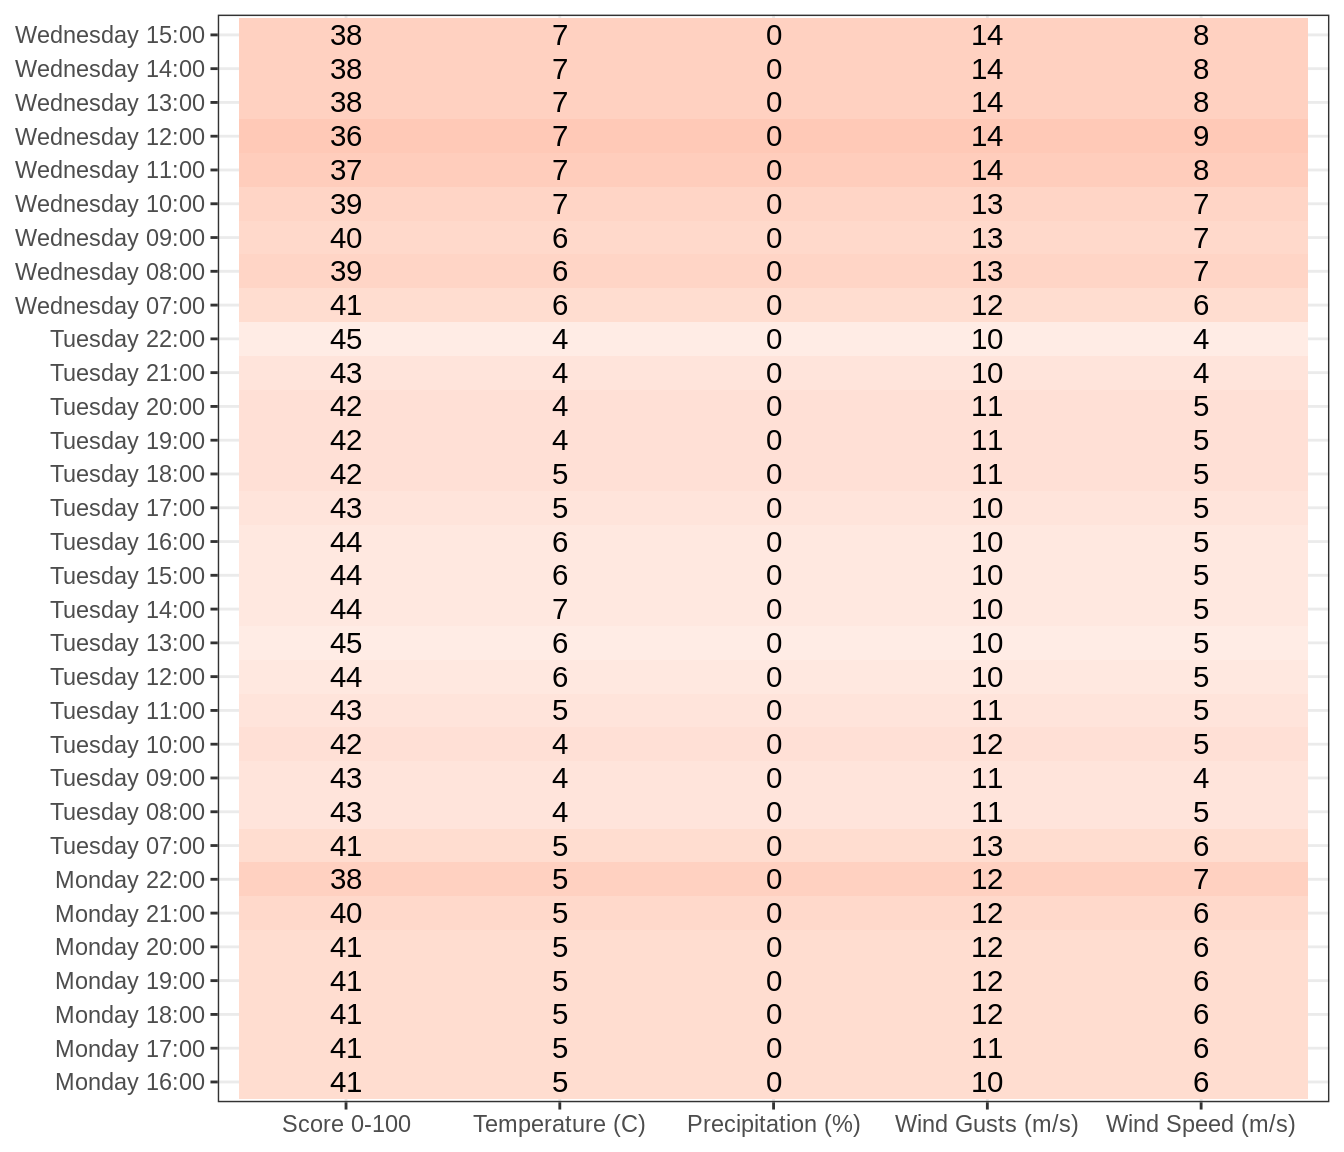 Wednesday 15:00 38 7 0 14 8
Wednesday 14:00 38 7 0 14 8
Wednesday 13:00 38 7 0 14 8
Wednesday 12:00 36 7 0 14 9
Wednesday 11:00 37 7 0 14 8
Wednesday 10:00 39 7 0 13 7
Wednesday 09:00 40 6 0 13 7
Wednesday 08:00 39 6 0 13 7
Wednesday 07:00 41 6 0 12 6
Tuesday 22:00 45 4 0 10 4
Tuesday 21:00 43 4 0 10 4
Tuesday 20:00 42 4 0 11 5
Tuesday 19:00 42 4 0 11 5
Tuesday 18:00 42 5 0 11 5
Tuesday 17:00 43 5 0 10 5
Tuesday 16:00 44 6 0 10 5
Tuesday 15:00 44 6 0 10 5
Tuesday 14:00 44 7 0 10 5
Tuesday 13:00 45 6 0 10 5
Tuesday 12:00 44 6 0 10 5
Tuesday 11:00 43 5 0 11 5
Tuesday 10:00 42 4 0 12 5
Tuesday 09:00 43 4 0 11 4
Tuesday 08:00 43 4 0 11 5
Tuesday 07:00 41 5 0 13 6
Monday 22:00 38 5 0 12 7
Monday 21:00 40 5 0 12 6
Monday 20:00 41 5 0 12 6
Monday 19:00 41 5 0 12 6
Monday 18:00 41 5 0 12 6
Monday 17:00 41 5 0 11 6
Monday 16:00 41 5 0 10 6
Score 0-100 Temperature (C) Precipitation (%) Wind Gusts (m/s) Wind Speed (m/s)